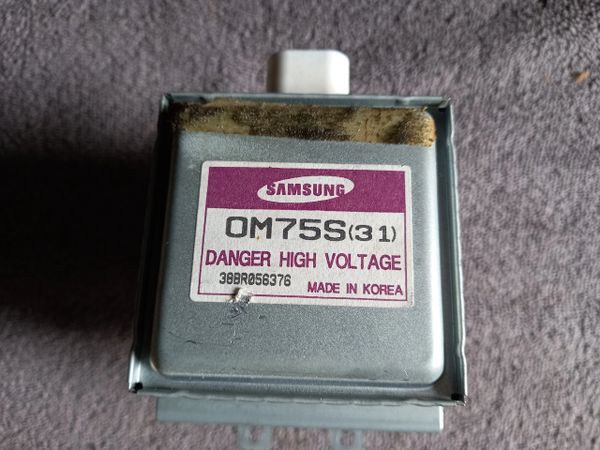 SAMSUNG
OM75S(31)
DANGER HIGH VOLTAGE
38BR056376
MADE IN KOREA